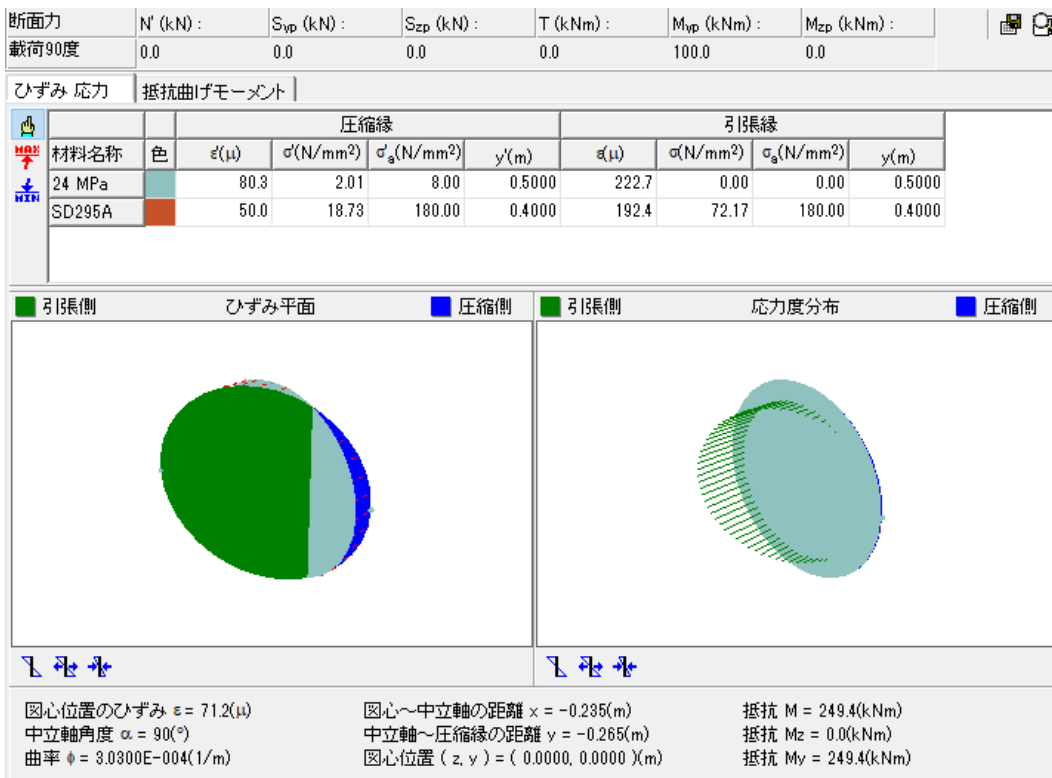 断面力 N' (kN) : Syp (kN) : Szp (kN) : T (kNm) : Myp (kNm) : Mzp (kNm) :
載荷90度 0.0 0.0 0.0 0.0 100.0 0.0
ひずみ 応力 抵抗曲げモーメント
圧縮縁 引張縁
MAX 材料名称 色 ε'(μ) σ'(N/mm²) σ'a(N/mm²) y'(m) ε(μ) σ(N/mm²) σa(N/mm²) y(m)
MIN 24 MPa 80.3 2.01 8.00 0.5000 222.7 0.00 0.00 0.5000
SD295A 50.0 18.73 180.00 0.4000 192.4 72.17 180.00 0.4000
引張側 ひずみ平面 圧縮側 引張側 応力度分布 圧縮側
図心位置のひずみ ε = 71.2(μ) 図心～中立軸の距離 x = -0.235(m) 抵抗 M = 249.4(kNm)
中立軸角度 α = 90(°) 中立軸～圧縮縁の距離 y = -0.265(m) 抵抗 Mz = 0.0(kNm)
曲率 φ = 3.0300E-004(1/m) 図心位置 ( z, y ) = ( 0.0000, 0.0000 )(m) 抵抗 My = 249.4(kNm)